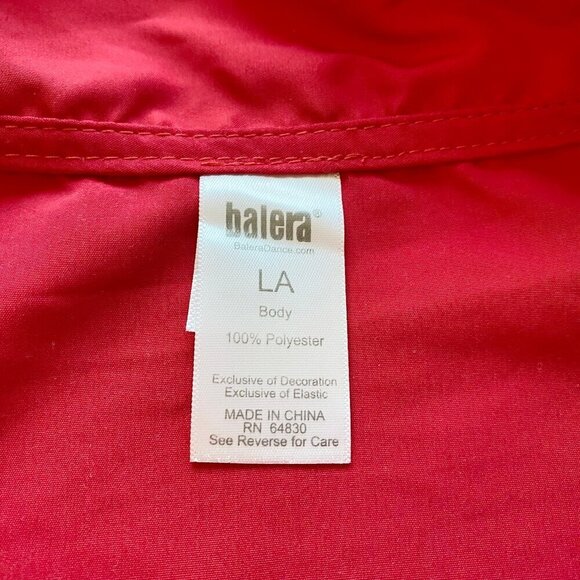 balera®
BaleraDance.com
LA
Body
100% Polyester
Exclusive of Decoration
Exclusive of Elastic
MADE IN CHINA
RN 64830
See Reverse for Care